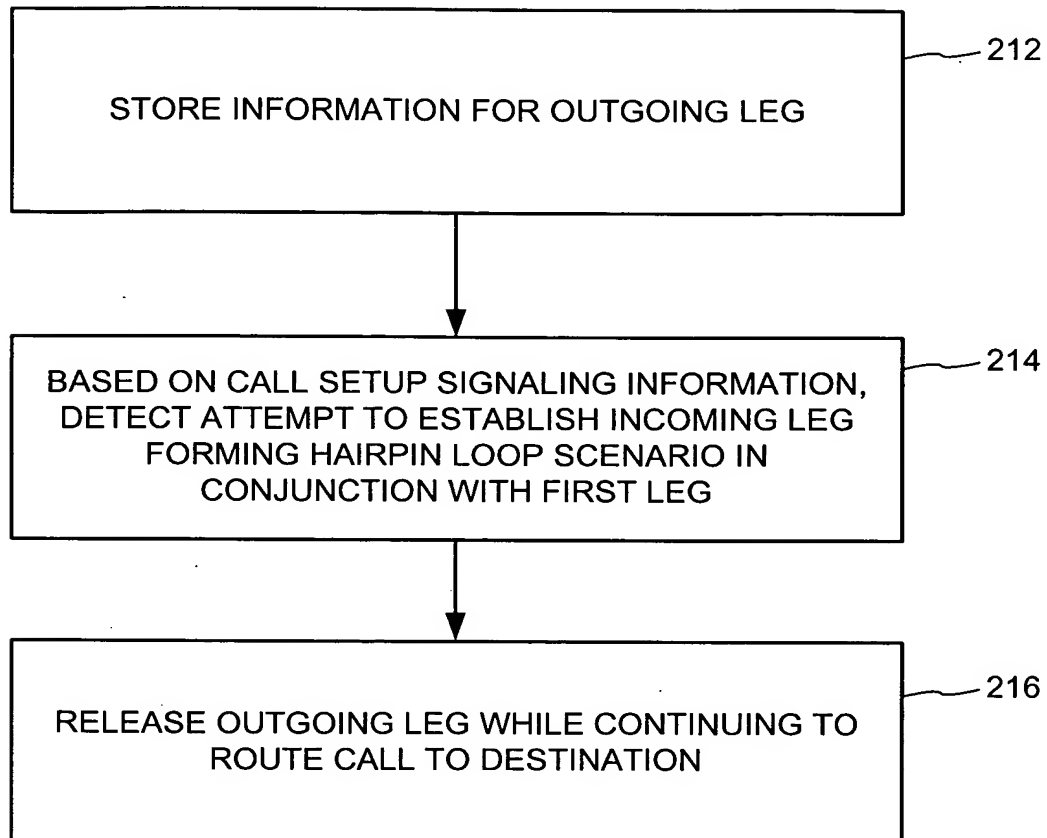 212
STORE INFORMATION FOR OUTGOING LEG
214
BASED ON CALL SETUP SIGNALING INFORMATION,
DETECT ATTEMPT TO ESTABLISH INCOMING LEG
FORMING HAIRPIN LOOP SCENARIO IN
CONJUNCTION WITH FIRST LEG
216
RELEASE OUTGOING LEG WHILE CONTINUING TO
ROUTE CALL TO DESTINATION